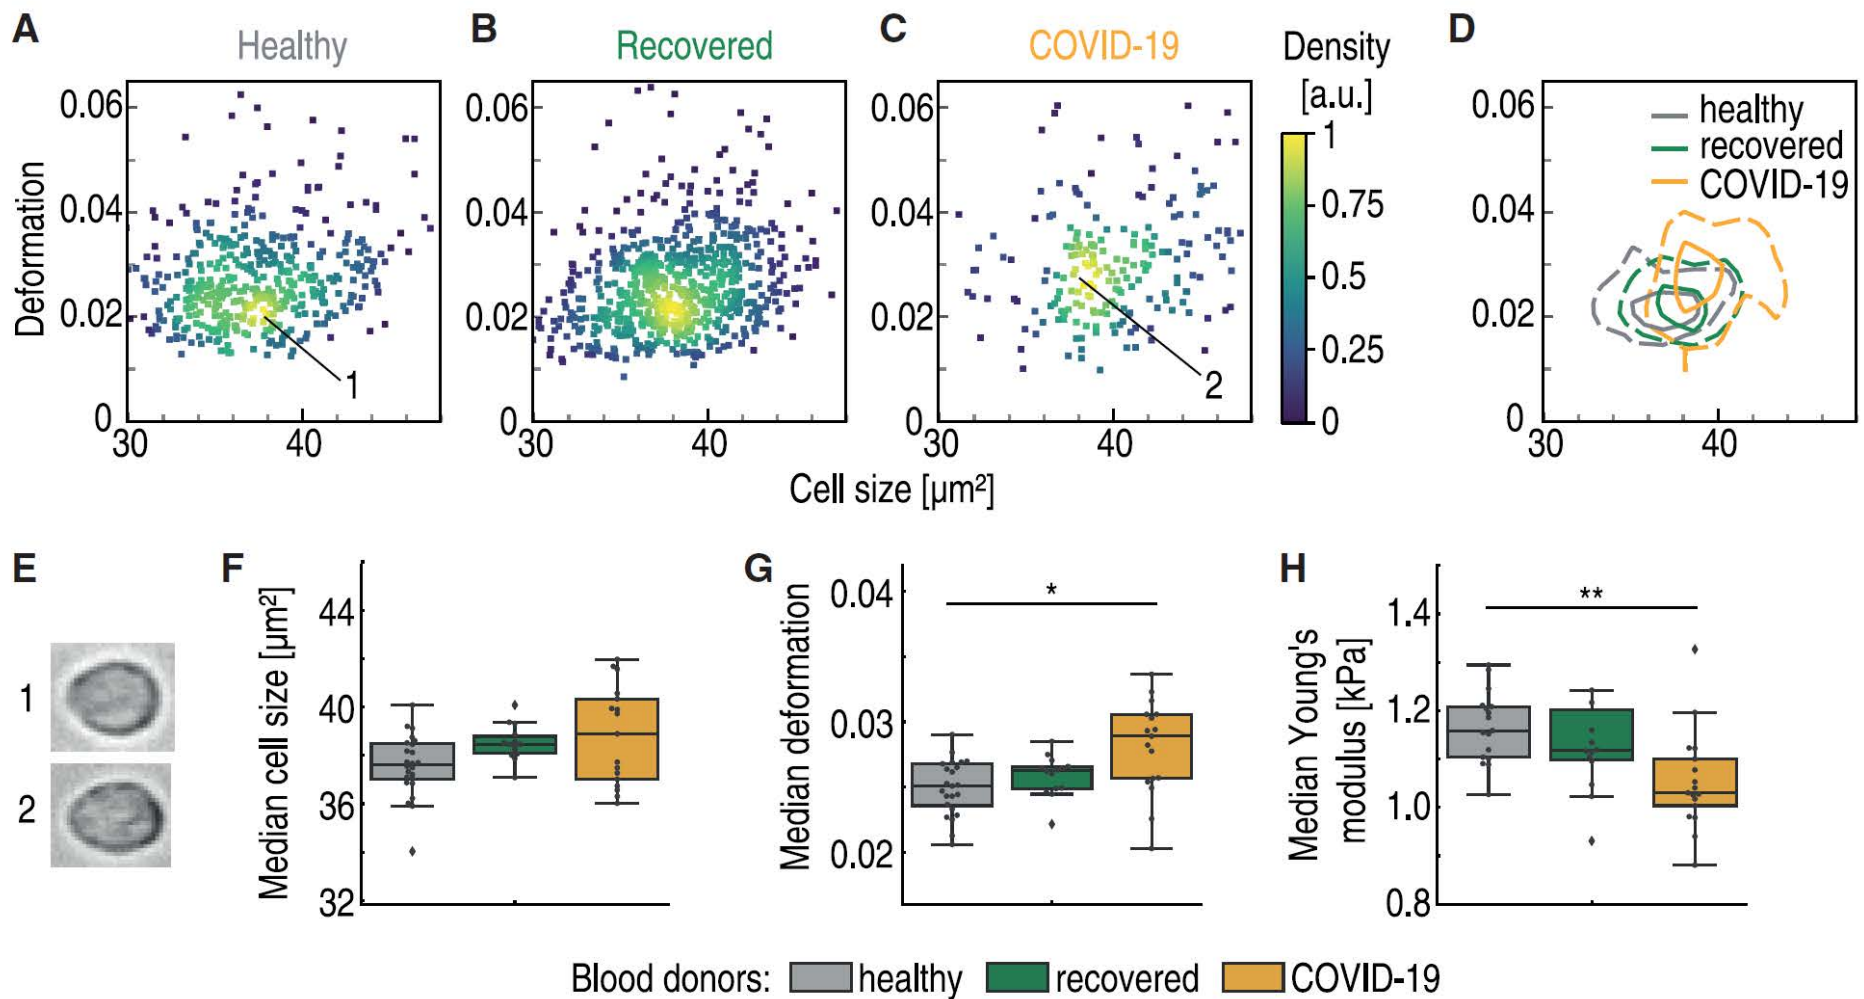 A
Healthy
B
Recovered
C
COVID-19
Density
[a.u.]
D
Deformation
0.06
0.04
0.02
0
30
40
1
0.06
0.04
0.02
0
30
40
0.06
0.04
0.02
0
30
40
2
1
0.75
0.5
0.25
0
0.06
0.04
0.02
0
30
40
healthy
recovered
COVID-19
Cell size [µm²]
E
1
2
F
Median cell size [µm²]
44
40
36
32
G
Median deformation
0.04
0.03
0.02
*
H
Median Young's
modulus [kPa]
1.4
1.2
1.0
0.8
**
Blood donors: healthy recovered COVID-19